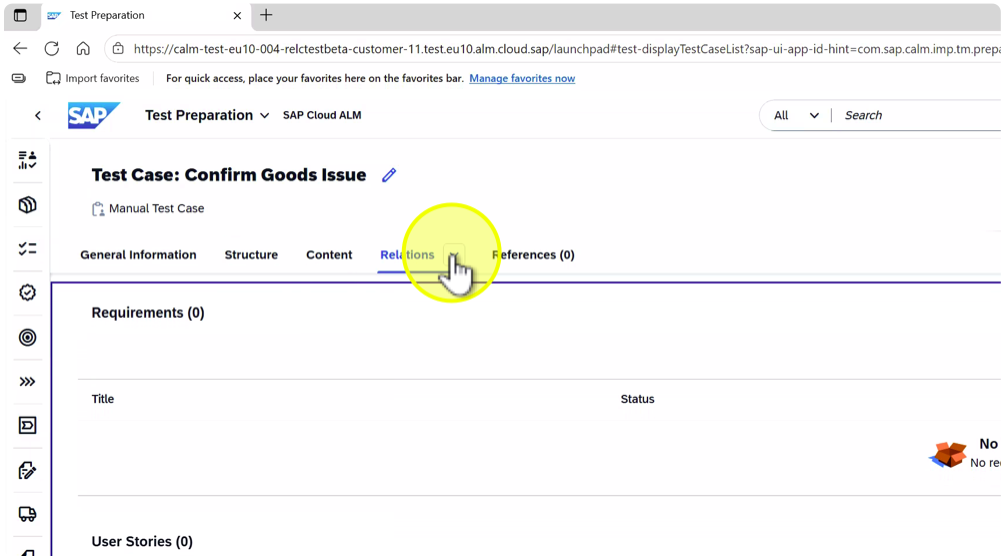 Test Preparation
https://calm-test-eu10-004-relctestbeta-customer-11.test.eu10.alm.cloud.sap/launchpad#test-displayTestCaseList?sap-ui-app-id-hint=com.sap.calm.imp.tm.prepa
Import favorites
For quick access, place your favorites here on the favorites bar. Manage favorites now
SAP Test Preparation SAP Cloud ALM All Search
Test Case: Confirm Goods Issue
Manual Test Case
General Information Structure Content Relations References (0)
Requirements (0)
Title Status
No
No re
User Stories (0)